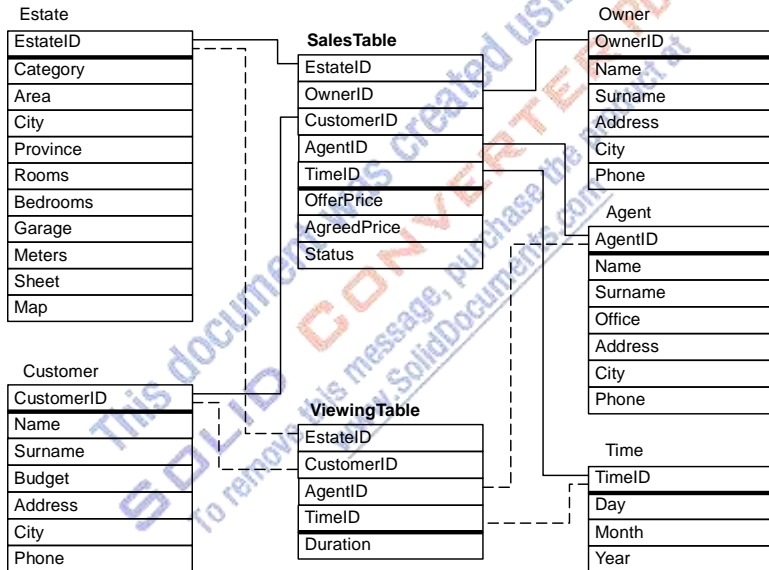 Estate
EstateID
Category
Area
City
Province
Rooms
Bedrooms
Garage
Meters
Sheet
Map
SalesTable
EstateID
OwnerID
CustomerID
AgentID
TimeID
OfferPrice
AgreedPrice
Status
Owner
OwnerID
Name
Surname
Address
City
Phone
Agent
AgentID
Name
Surname
Office
Address
City
Phone
Customer
CustomerID
Name
Surname
Budget
Address
City
Phone
ViewingTable
EstateID
CustomerID
AgentID
TimeID
Duration
Time
TimeID
Day
Month
Year
This document was created usin
SOLID CONVERTER PD
To remove this message, purchase the product at
www.SolidDocuments.com